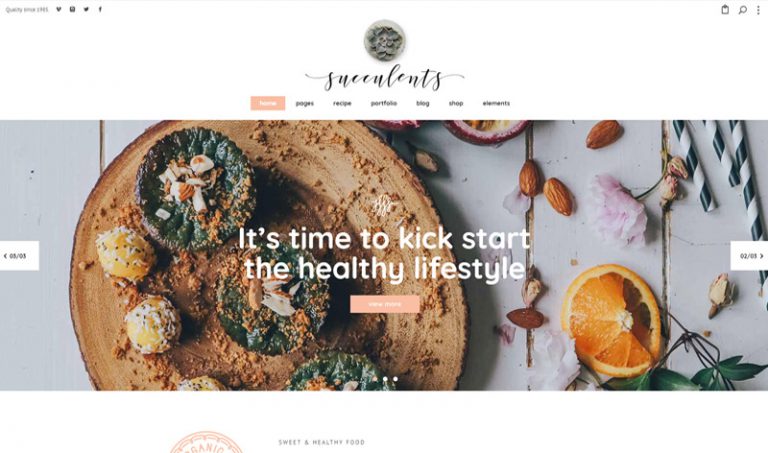 Quality since 1985.
succulents
home pages recipe portfolio blog shop elements
It's time to kick start
the healthy lifestyle
03/03
02/03
view more
SWEET & HEALTHY FOOD
ORGANIC